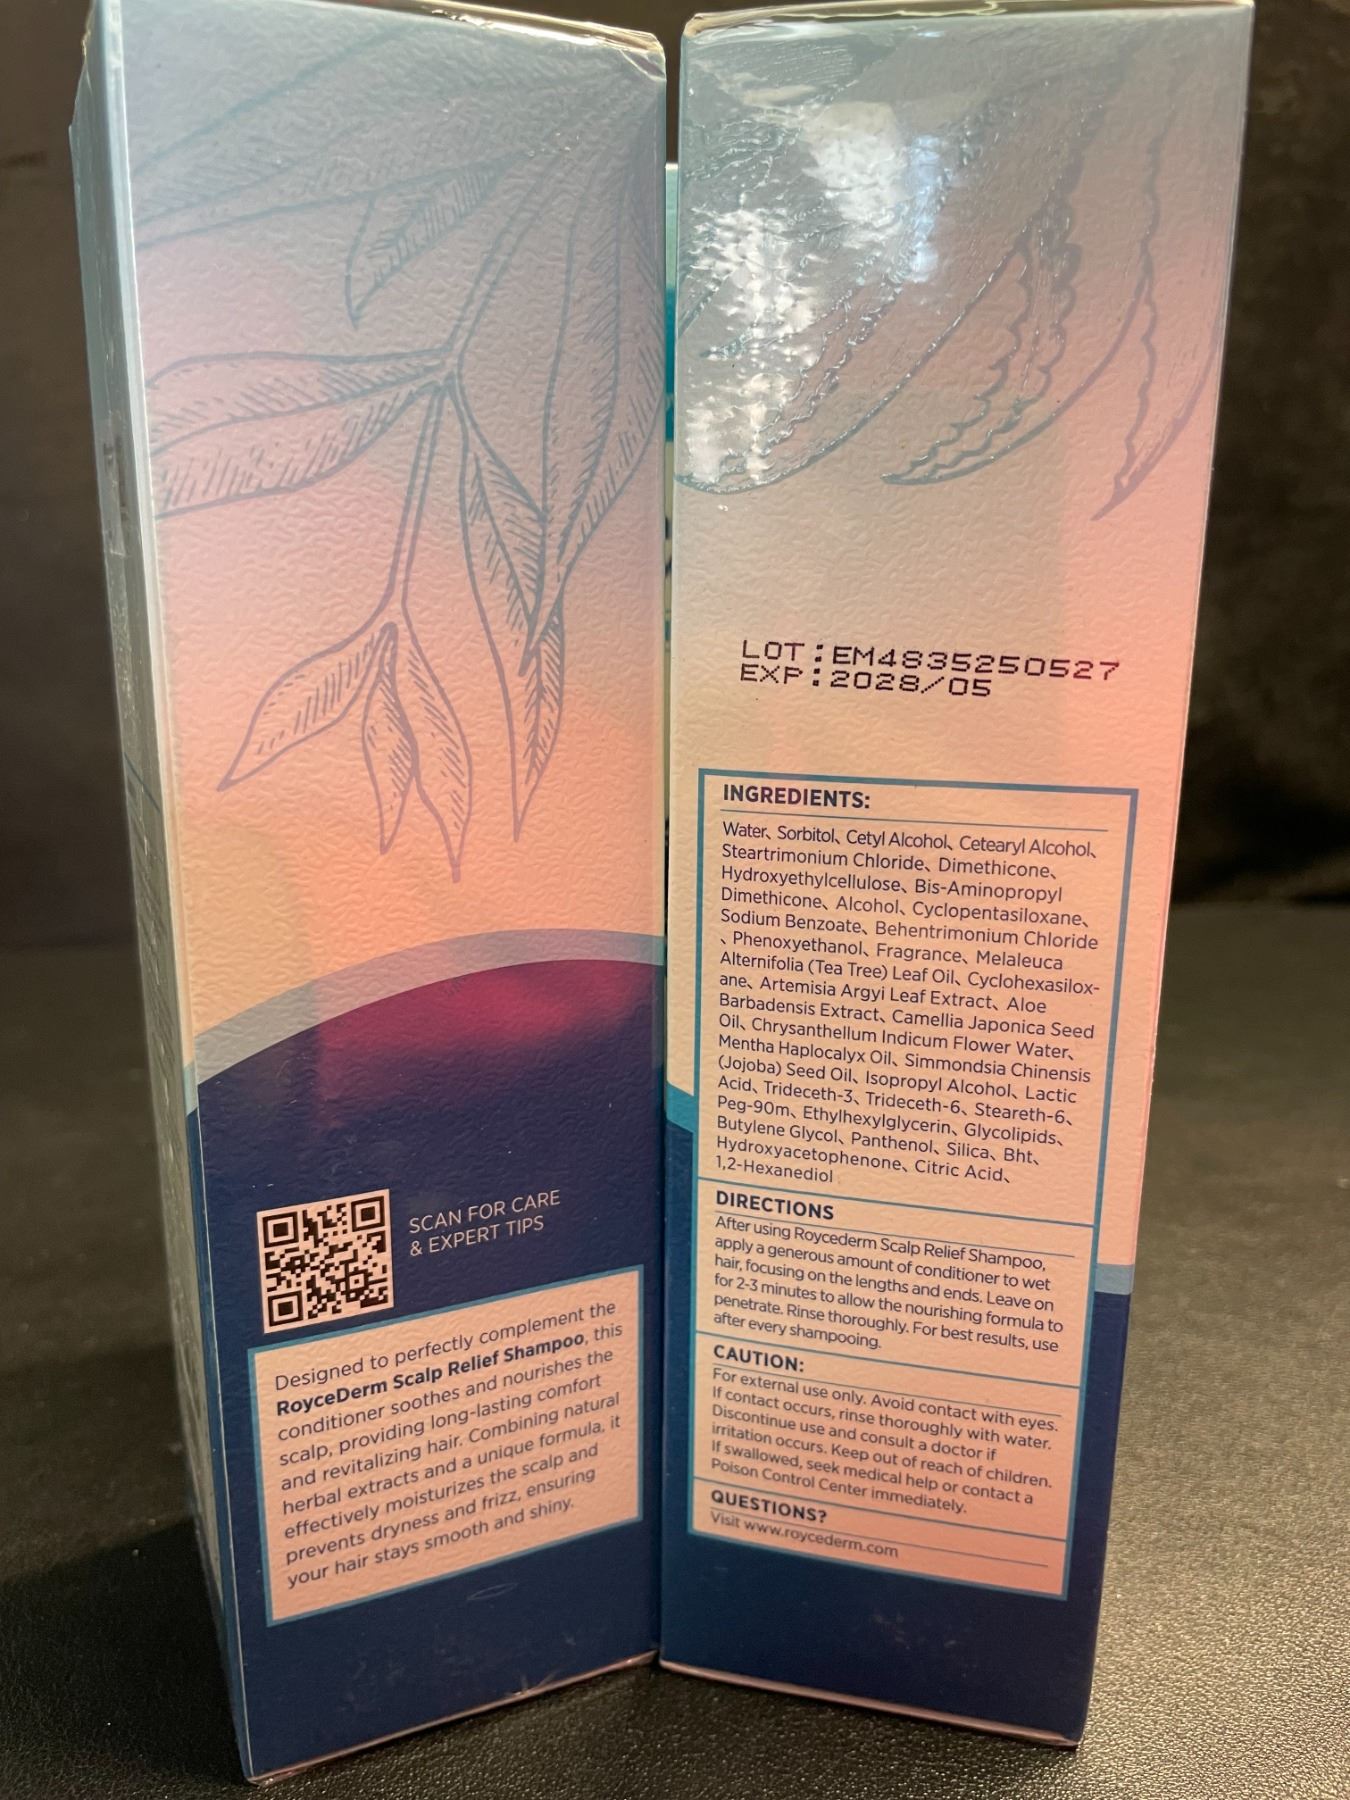 SCAN FOR CARE
& EXPERT TIPS
Designed to perfectly complement the
RoyceDerm Scalp Relief Shampoo, this
conditioner soothes and nourishes the
scalp, providing long-lasting comfort
and revitalizing hair. Combining natural
herbal extracts and a unique formula, it
effectively moisturizes the scalp and
prevents dryness and frizz, ensuring
your hair stays smooth and shiny.
LOT:EM4835250527
EXP:2028/05
INGREDIENTS:
Water、Sorbitol、Cetyl Alcohol、Cetearyl Alcohol、
Steartrimonium Chloride、Dimethicone、
Hydroxyethylcellulose、Bis-Aminopropyl
Dimethicone、Alcohol、Cyclopentasiloxane、
Sodium Benzoate、Behentrimonium Chloride
、Phenoxyethanol、Fragrance、Melaleuca
Alternifolia (Tea Tree) Leaf Oil、Cyclohexasilox-
ane、Artemisia Argyi Leaf Extract、Aloe
Barbadensis Extract、Camellia Japonica Seed
Oil、Chrysanthellum Indicum Flower Water、
Mentha Haplocalyx Oil、Simmondsia Chinensis
(Jojoba) Seed Oil、Isopropyl Alcohol、Lactic
Acid、Trideceth-3、Trideceth-6、Steareth-6、
Peg-90m、Ethylhexylglycerin、Glycolipids、
Butylene Glycol、Panthenol、Silica、Bht、
Hydroxyacetophenone、Citric Acid、
1,2-Hexanediol
DIRECTIONS
After using Roycederm Scalp Relief Shampoo,
apply a generous amount of conditioner to wet
hair, focusing on the lengths and ends. Leave on
for 2-3 minutes to allow the nourishing formula to
penetrate. Rinse thoroughly. For best results, use
after every shampooing.
CAUTION:
For external use only. Avoid contact with eyes.
If contact occurs, rinse thoroughly with water.
Discontinue use and consult a doctor if
irritation occurs. Keep out of reach of children.
If swallowed, seek medical help or contact a
Poison Control Center immediately.
QUESTIONS?
Visit www.roycederm.com